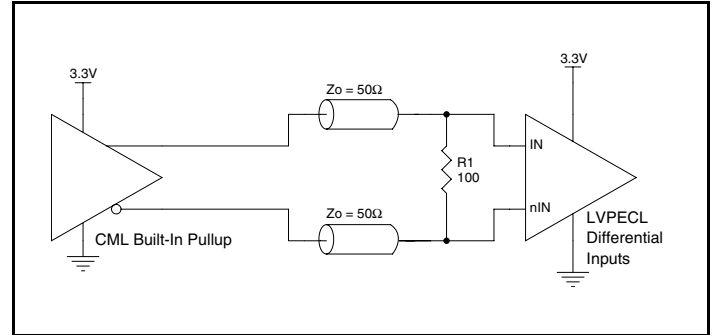 3.3V
3.3V
Zo = 50Ω
IN
R1
100
Zo = 50Ω
nIN
CML Built-In Pullup
LVPECL
Differential
Inputs